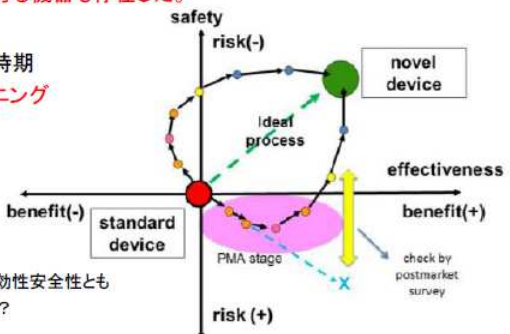 safety
risk(-)
時期
ニング
novel
device
Ideal
process
effectiveness
benefit(-)
benefit(+)
standard
device
PMA stage
X
check by
postmarket
survey
効性安全性とも
?
risk (+)